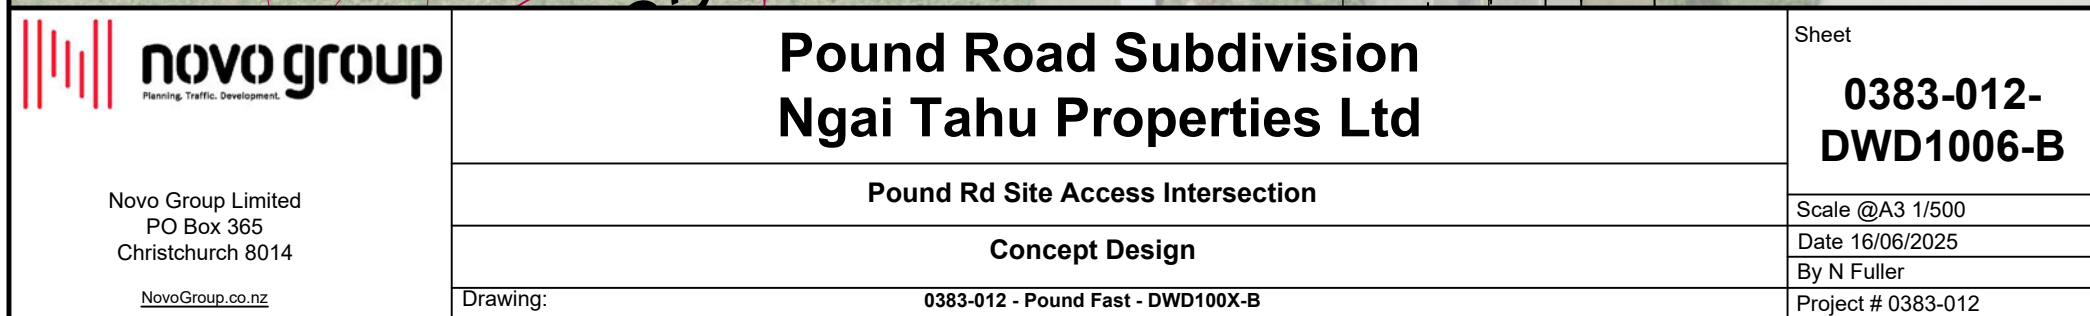 novo group
Planning. Traffic. Development.
Novo Group Limited
PO Box 365
Christchurch 8014
NovoGroup.co.nz
Pound Road Subdivision
Ngai Tahu Properties Ltd
Pound Rd Site Access Intersection
Concept Design
Drawing:
0383-012 - Pound Fast - DWD100X-B
Sheet
0383-012-
DWD1006-B
Scale @A3 1/500
Date 16/06/2025
By N Fuller
Project # 0383-012